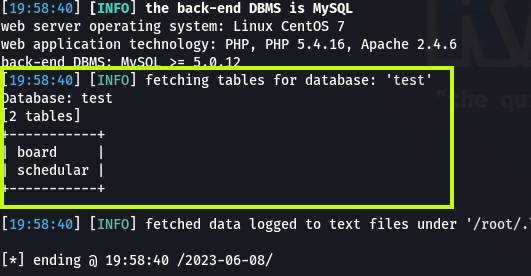 [19:58:40] [INFO] the back-end DBMS is MySQL
web server operating system: Linux CentOS 7
web application technology: PHP, PHP 5.4.16, Apache 2.4.6
back-end DBMS: MySQL >= 5.0.12
[19:58:40] [INFO] fetching tables for database: 'test'
Database: test
[2 tables]
+-----------+
| board     |
| schedular |
+-----------+
[19:58:40] [INFO] fetched data logged to text files under '/root/.
[*] ending @ 19:58:40 /2023-06-08/
"the qu